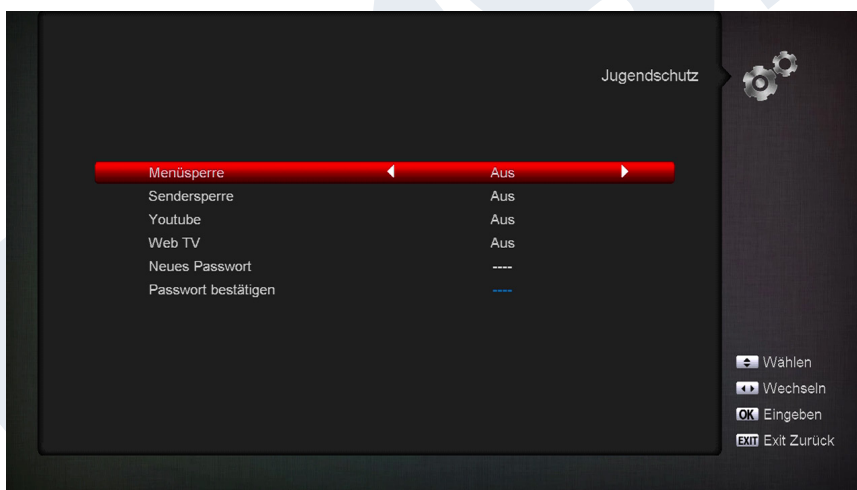 Jugendschutz
Menüsperre Aus
Sendersperre Aus
Youtube Aus
Web TV Aus
Neues Passwort ----
Passwort bestätigen ----
Wählen
Wechseln
OK Eingeben
EXIT Exit Zurück